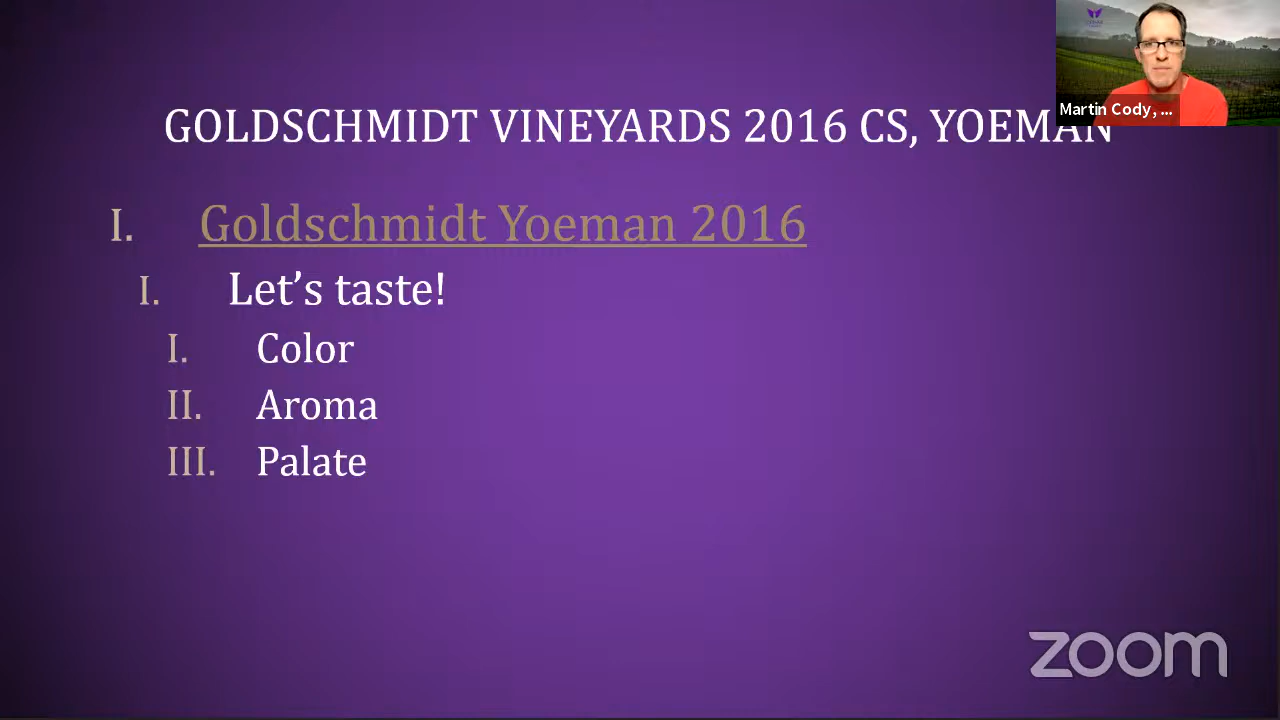 GOLDSCHMIDT VINEYARDS 2016 CS, YOEMAN
Martin Cody, ...
I. Goldschmidt Yoeman 2016
I. Let's taste!
I. Color
II. Aroma
III. Palate
zoom